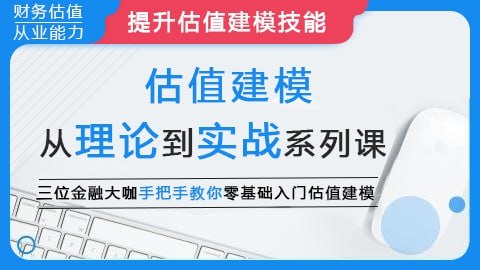 财务估值
从业能力
提升估值建模技能
估值建模
从理论到实战系列课
三位金融大咖手把手教你零基础入门估值建模